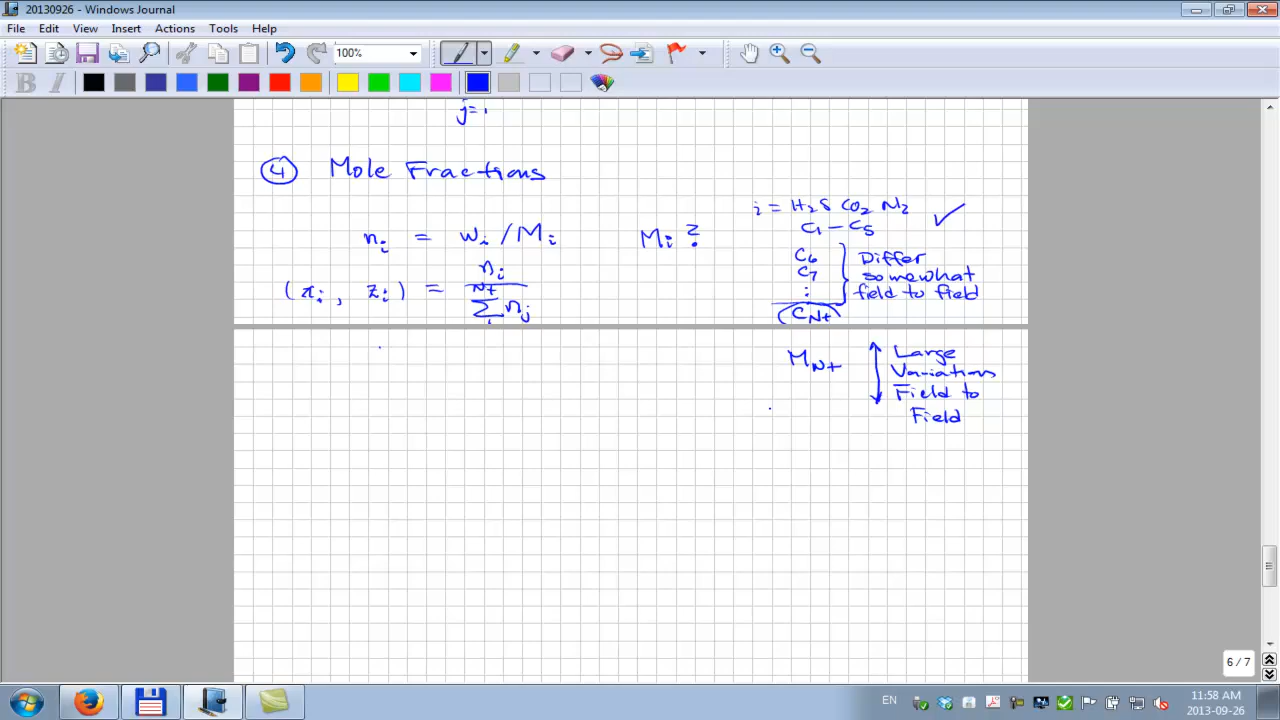 20130926 - Windows Journal
File Edit View Insert Actions Tools Help
100%
B I
j=1
④ Mole Fractions
i = H2S CO2 N2 ✓
C1 - C5
ni = wi / Mi Mi ?
C6
C7
:
CN+
Differ
somewhat
field to field
(xi, zi) = ni / N+ ∑ nj
MN+
Large
Variations
Field to
Field
6 / 7
EN
11:58 AM
2013-09-26